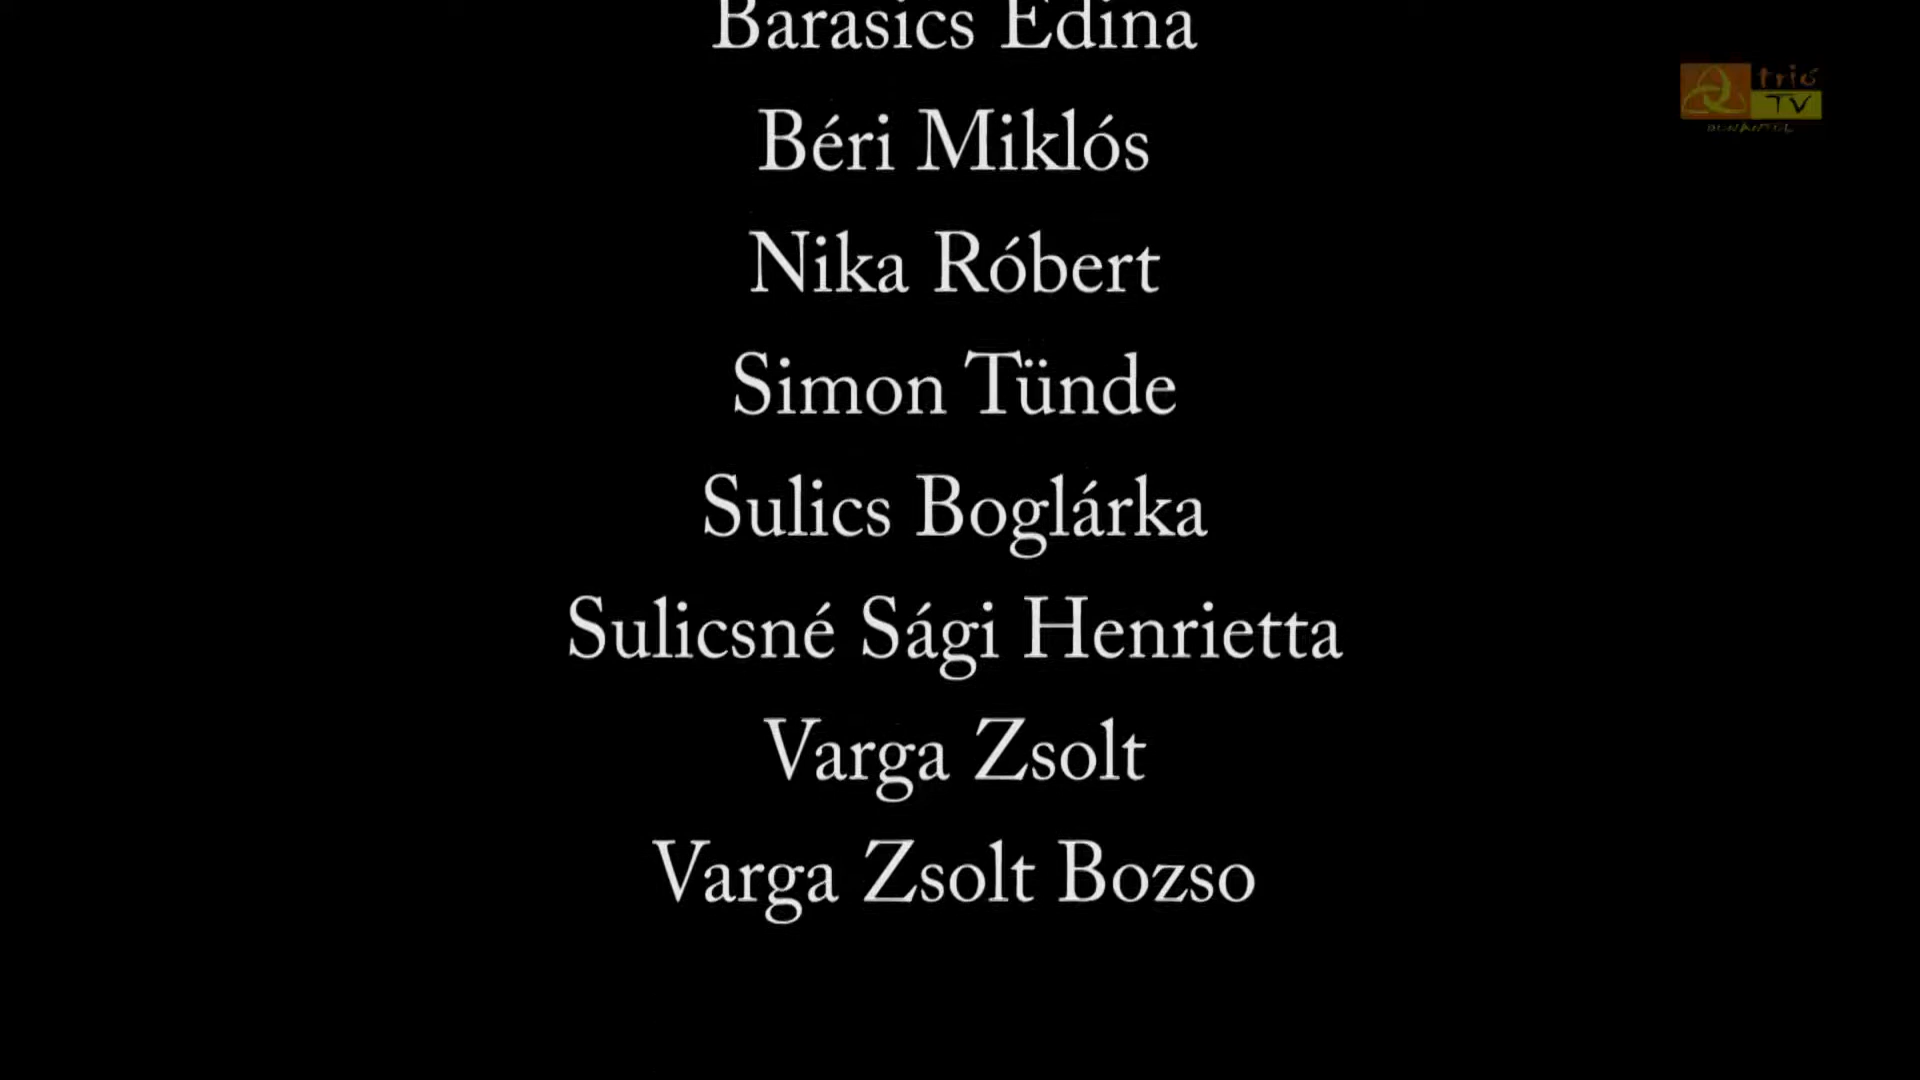 Barasics Edina
trió
TV
DUNÁNTÚL
Béri Miklós
Nika Róbert
Simon Tünde
Sulics Boglárka
Sulicsné Sági Henrietta
Varga Zsolt
Varga Zsolt Bozso